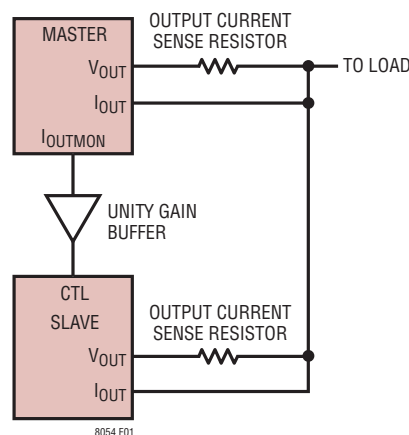 MASTER
OUTPUT CURRENT
SENSE RESISTOR
VOUT
TO LOAD
IOUT
IOUTMON
UNITY GAIN
BUFFER
CTL
SLAVE
OUTPUT CURRENT
SENSE RESISTOR
VOUT
IOUT
8054 F01